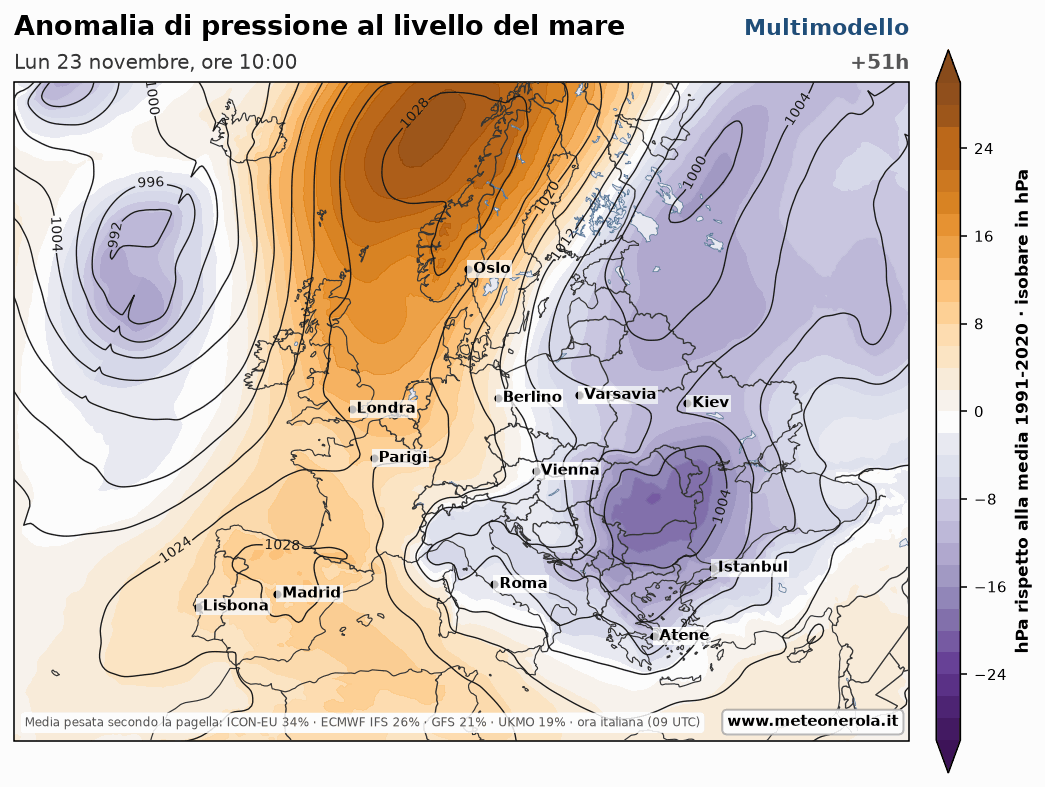 Anomalia di pressione al livello del mare
Multimodello
Lun 23 novembre, ore 10:00
+51h
1000
1028
1004
996
1000
992
1004
1020
1012
24
16
8
0
−8
−16
−24
hPa rispetto alla media 1991-2020 · isobare in hPa
Oslo
Berlino
Varsavia
Kiev
Londra
Parigi
Vienna
1004
1024
1028
Istanbul
Roma
Madrid
Lisbona
Atene
Media pesata secondo la pagella: ICON-EU 34% · ECMWF IFS 26% · GFS 21% · UKMO 19% · ora italiana (09 UTC)
www.meteonerola.it